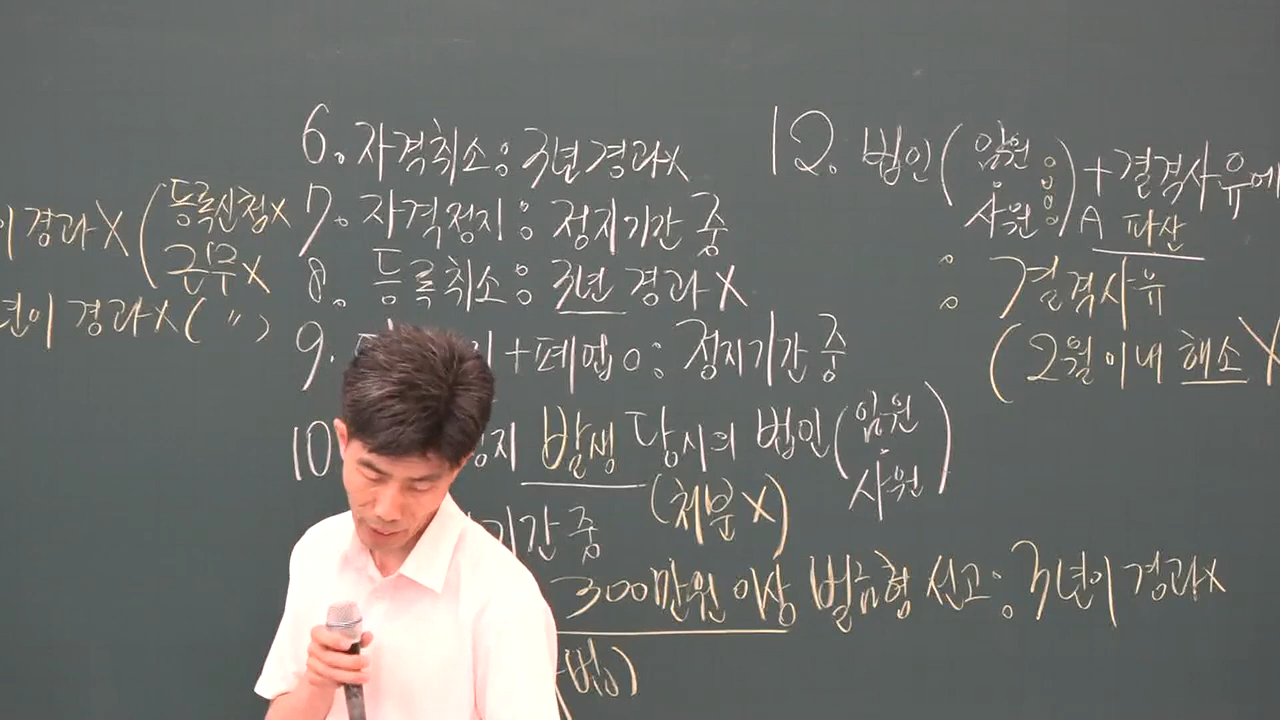 이 경과X (등록신청X
근무X
년이 경과X ( 〃 )
6. 자격취소: 3년 경과X
7. 자격정지: 정지기간 중
8. 등록취소: 3년 경과X
9. +폐업: 정지기간 중
10 정지 발생 당시의 법인(임원
사원)
기간 중 (처분X)
300만원 이상 벌금형 선고: 3년이 경과X
법)
12. 법인(임원
사원) + 결격사유에
A 파산
: 결격사유
(2월 이내 해소X